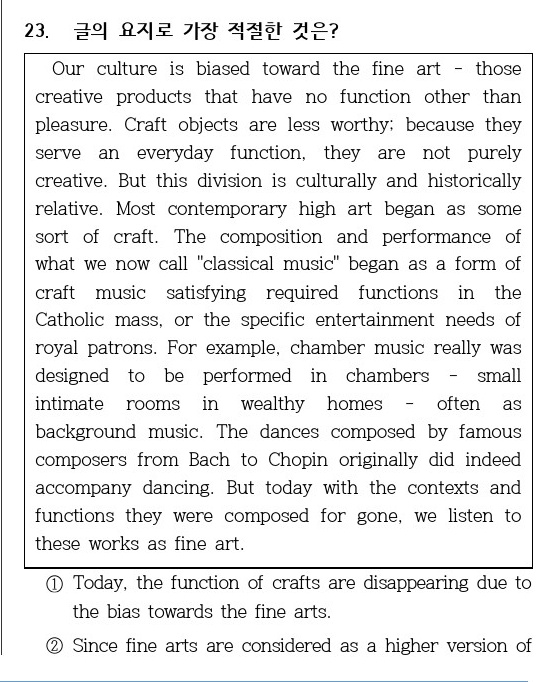 23. 글의 요지로 가장 적절한 것은?
Our culture is biased toward the fine art - those
creative products that have no function other than
pleasure. Craft objects are less worthy; because they
serve an everyday function, they are not purely
creative. But this division is culturally and historically
relative. Most contemporary high art began as some
sort of craft. The composition and performance of
what we now call "classical music" began as a form of
craft music satisfying required functions in the
Catholic mass, or the specific entertainment needs of
royal patrons. For example, chamber music really was
designed to be performed in chambers - small
intimate rooms in wealthy homes - often as
background music. The dances composed by famous
composers from Bach to Chopin originally did indeed
accompany dancing. But today with the contexts and
functions they were composed for gone, we listen to
these works as fine art.
① Today, the function of crafts are disappearing due to
the bias towards the fine arts.
② Since fine arts are considered as a higher version of